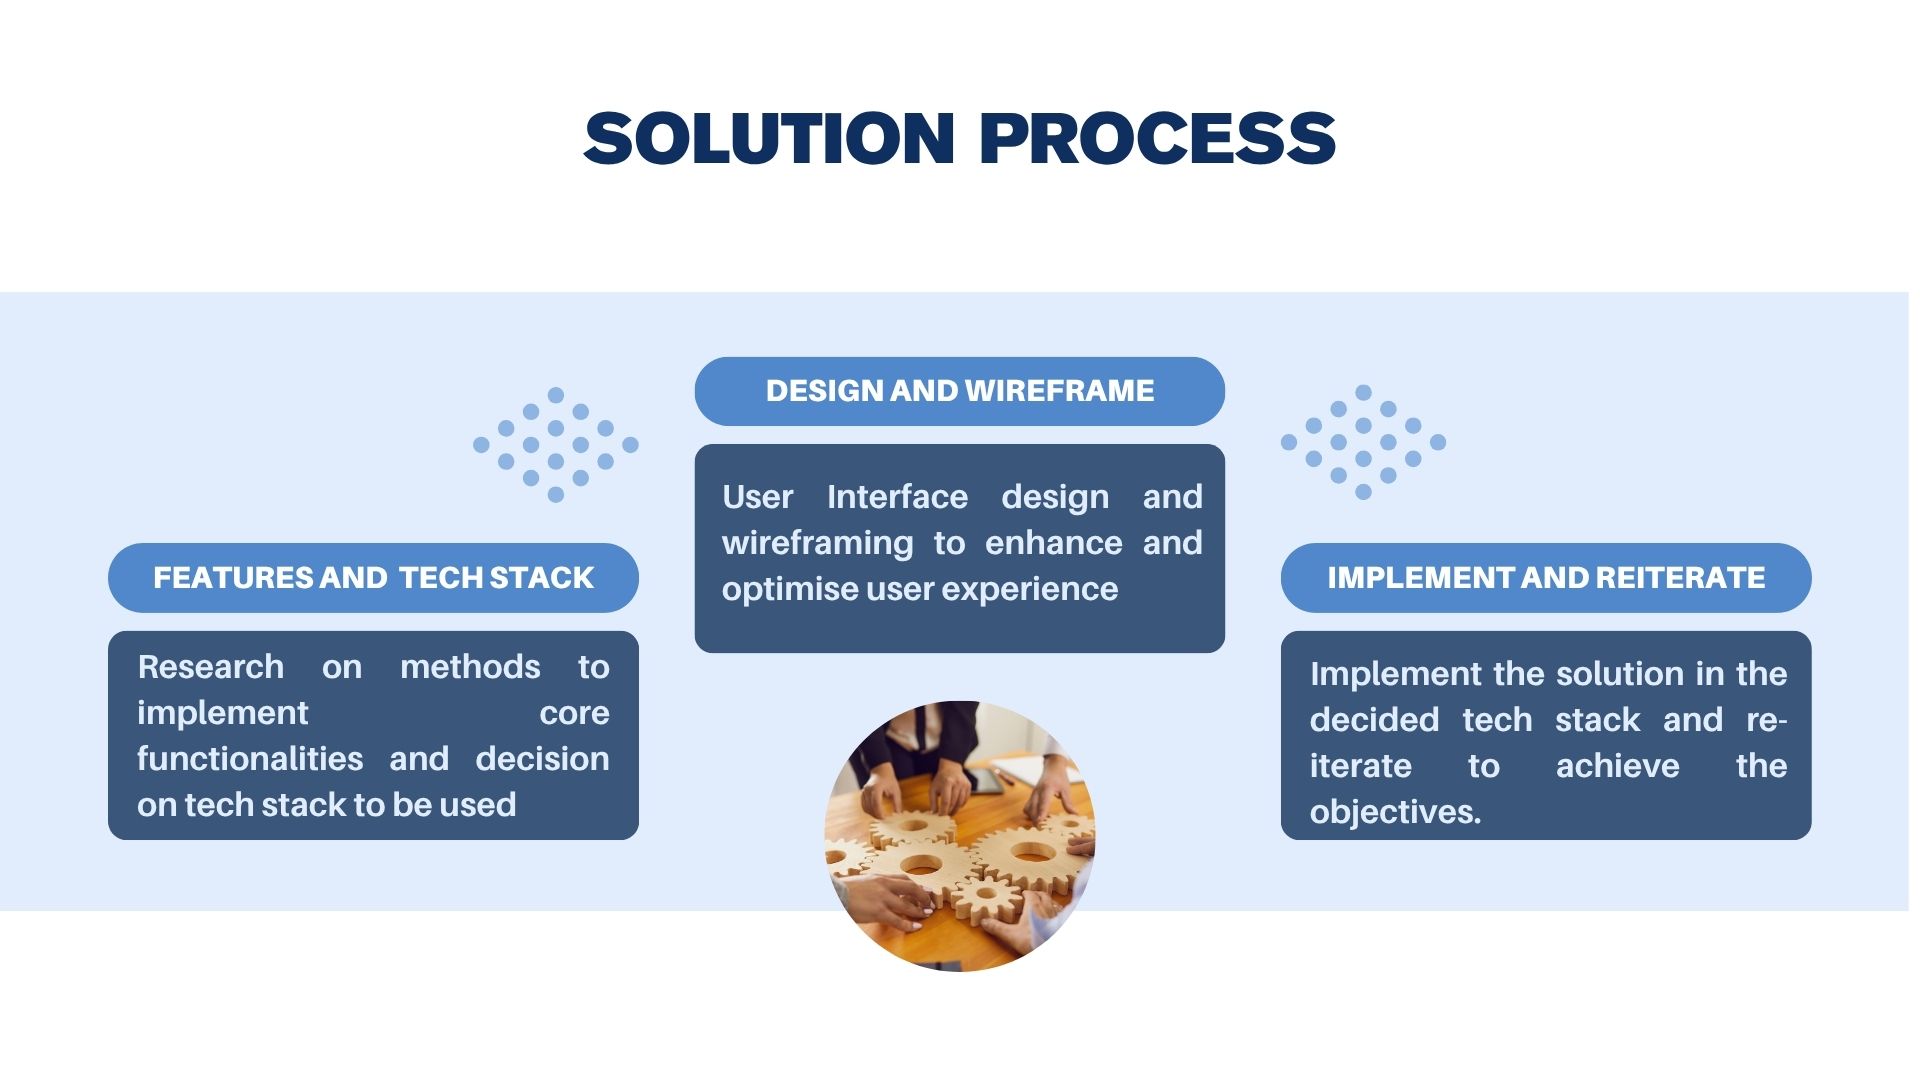 SOLUTION PROCESS
DESIGN AND WIREFRAME
User Interface design and
wireframing to enhance and
optimise user experience
FEATURES AND TECH STACK
Research on methods to
implement core
functionalities and decision
on tech stack to be used
IMPLEMENT AND REITERATE
Implement the solution in the
decided tech stack and re-
iterate to achieve the
objectives.